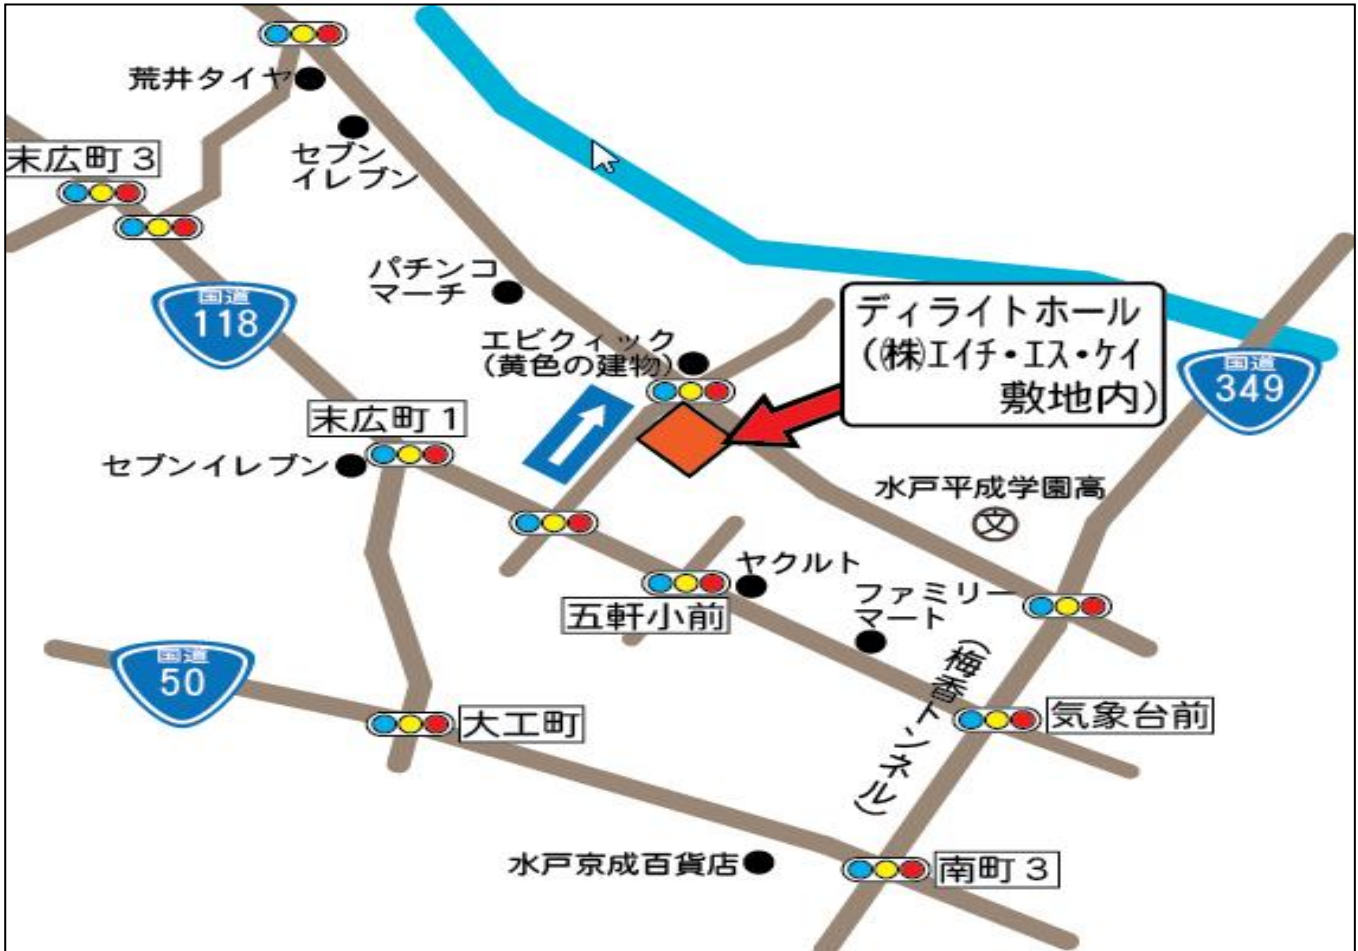 荒井タイヤ
セブン
イレブン
末広町３
国道
118
パチンコ
マーチ
エビクィック
(黄色の建物)
ディライトホール
(㈱エイチ・エス・ケイ
敷地内)
国道
349
末広町１
セブンイレブン
水戸平成学園高
文
ヤクルト
五軒小前
ファミリー
マート
(梅香トンネル)
国道
50
大工町
気象台前
水戸京成百貨店
南町３